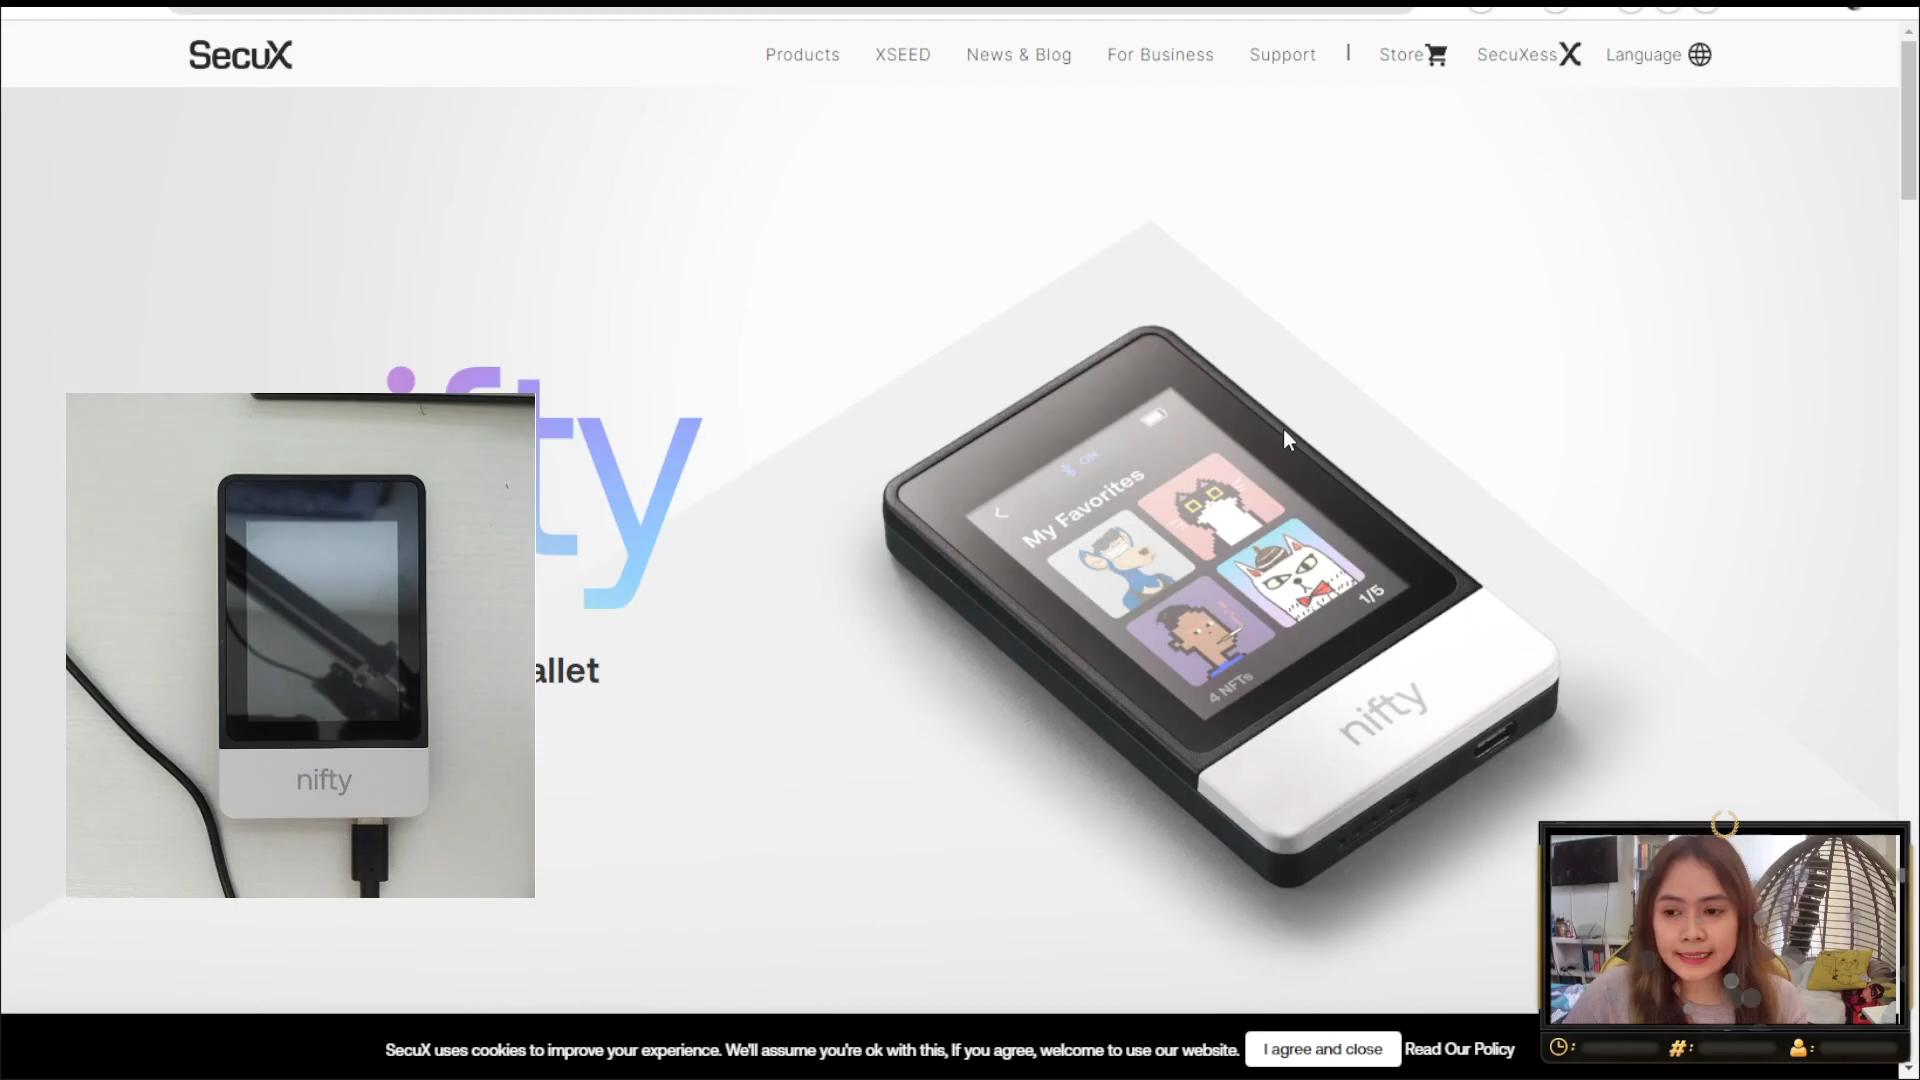 SecuX
Products XSEED News & Blog For Business Support | Store SecuXess Language
ifty
allet
nifty
ON
My Favorites
1/5
4 NFTs
nifty
SecuX uses cookies to improve your experience. We'll assume you're ok with this, If you agree, welcome to use our website. I agree and close Read Our Policy
# :